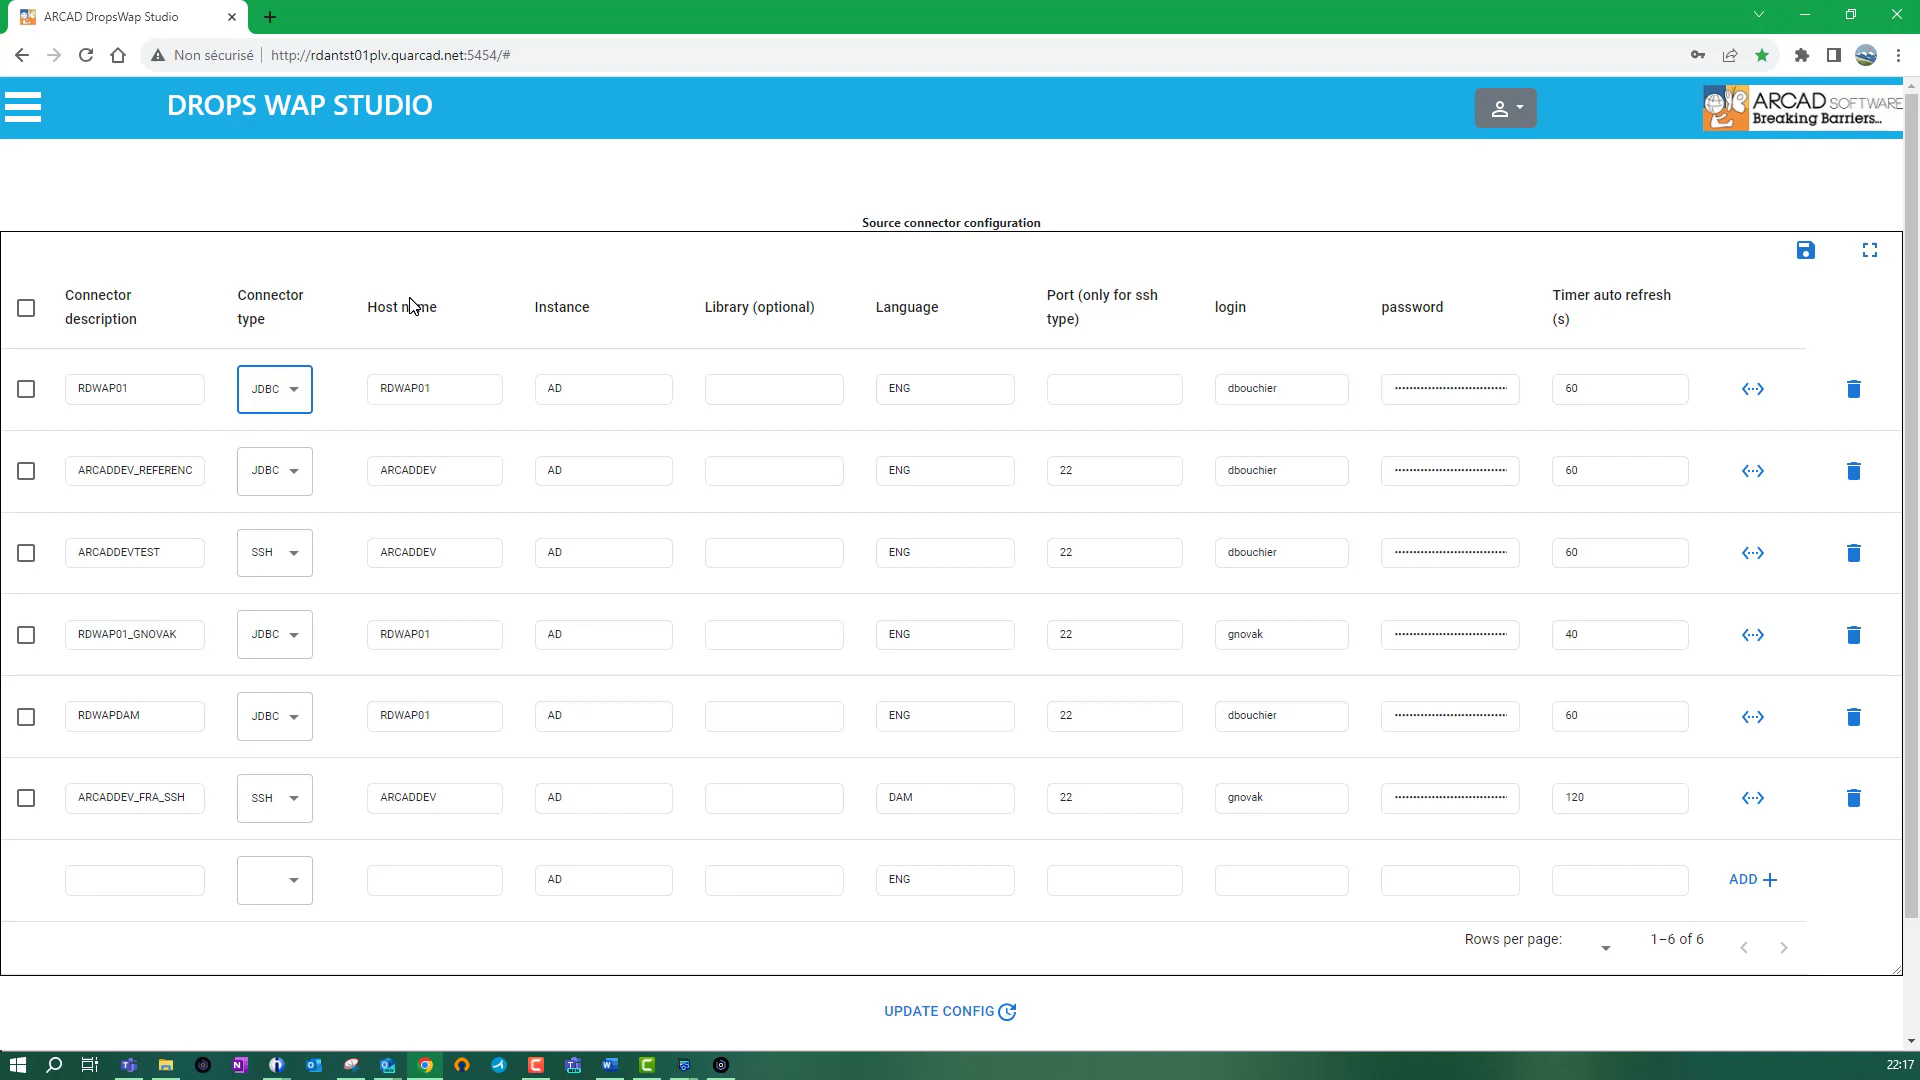 ARCAD DropsWap Studio
Non sécurisé
http://rdantst01plv.quarcad.net:5454/#
DROPS WAP STUDIO
ARCAD SOFTWARE
Breaking Barriers...
Source connector configuration
Connector description
Connector type
Host name
Instance
Library (optional)
Language
Port (only for ssh type)
login
password
Timer auto refresh (s)
RDWAP01 JDBC RDWAP01 AD ENG dbouchier 60
ARCADDEV_REFERENC JDBC ARCADDEV AD ENG 22 dbouchier 60
ARCADDEVTEST SSH ARCADDEV AD ENG 22 dbouchier 60
RDWAP01_GNOVAK JDBC RDWAP01 AD ENG 22 gnovak 40
RDWAPDAM JDBC RDWAP01 AD ENG 22 dbouchier 60
ARCADDEV_FRA_SSH SSH ARCADDEV AD DAM 22 gnovak 120
AD ENG ADD +
Rows per page: 1–6 of 6
UPDATE CONFIG
22:17